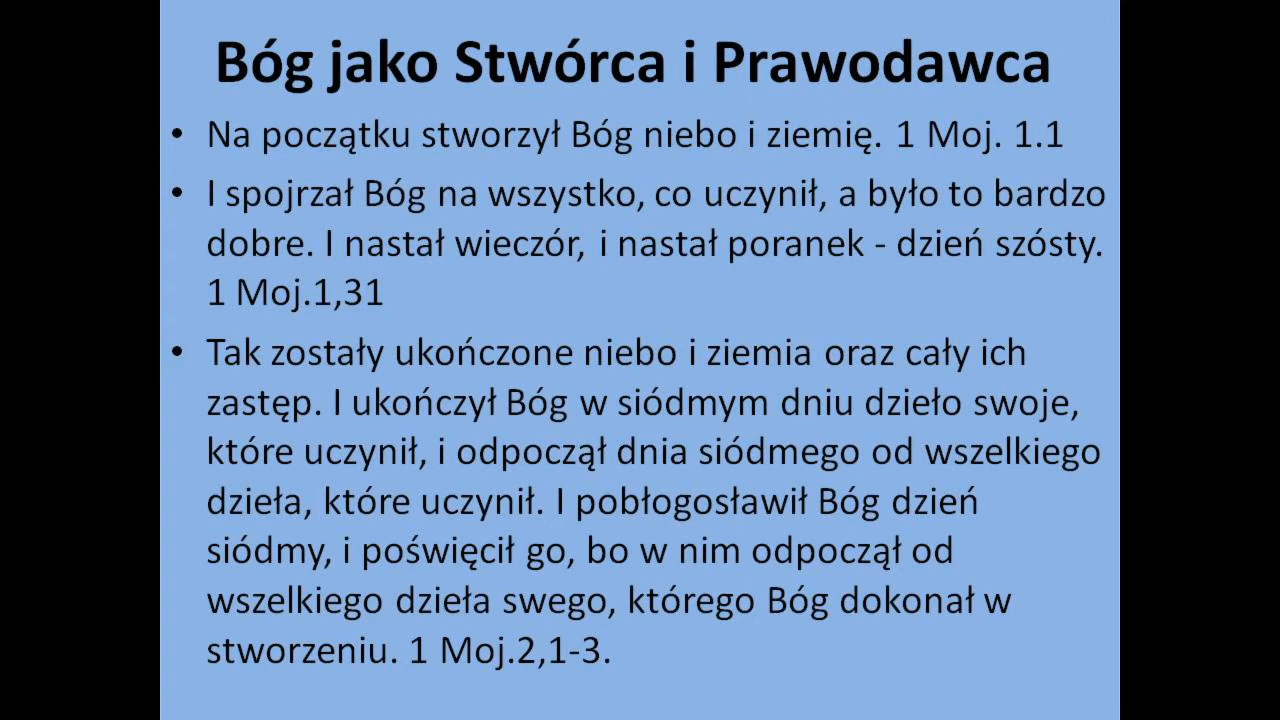 Bóg jako Stwórca i Prawodawca
• Na początku stworzył Bóg niebo i ziemię. 1 Moj. 1.1
• I spojrzał Bóg na wszystko, co uczynił, a było to bardzo
dobre. I nastał wieczór, i nastał poranek - dzień szósty.
1 Moj.1,31
• Tak zostały ukończone niebo i ziemia oraz cały ich
zastęp. I ukończył Bóg w siódmym dniu dzieło swoje,
które uczynił, i odpoczął dnia siódmego od wszelkiego
dzieła, które uczynił. I pobłogosławił Bóg dzień
siódmy, i poświęcił go, bo w nim odpoczął od
wszelkiego dzieła swego, którego Bóg dokonał w
stworzeniu. 1 Moj.2,1-3.